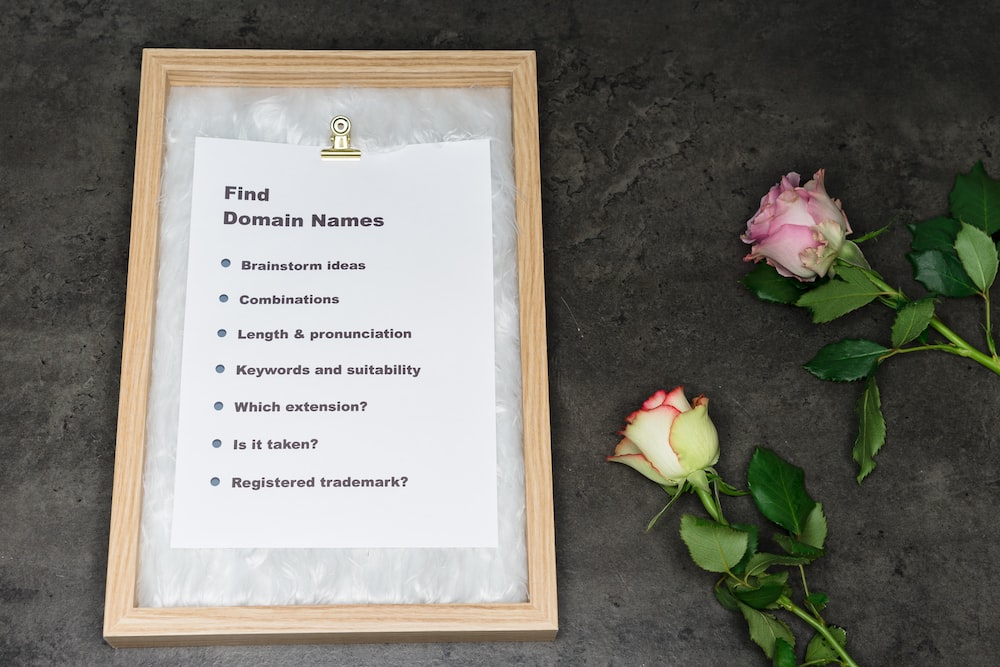 Find
Domain Names
Brainstorm ideas
Combinations
Length & pronunciation
Keywords and suitability
Which extension?
Is it taken?
Registered trademark?